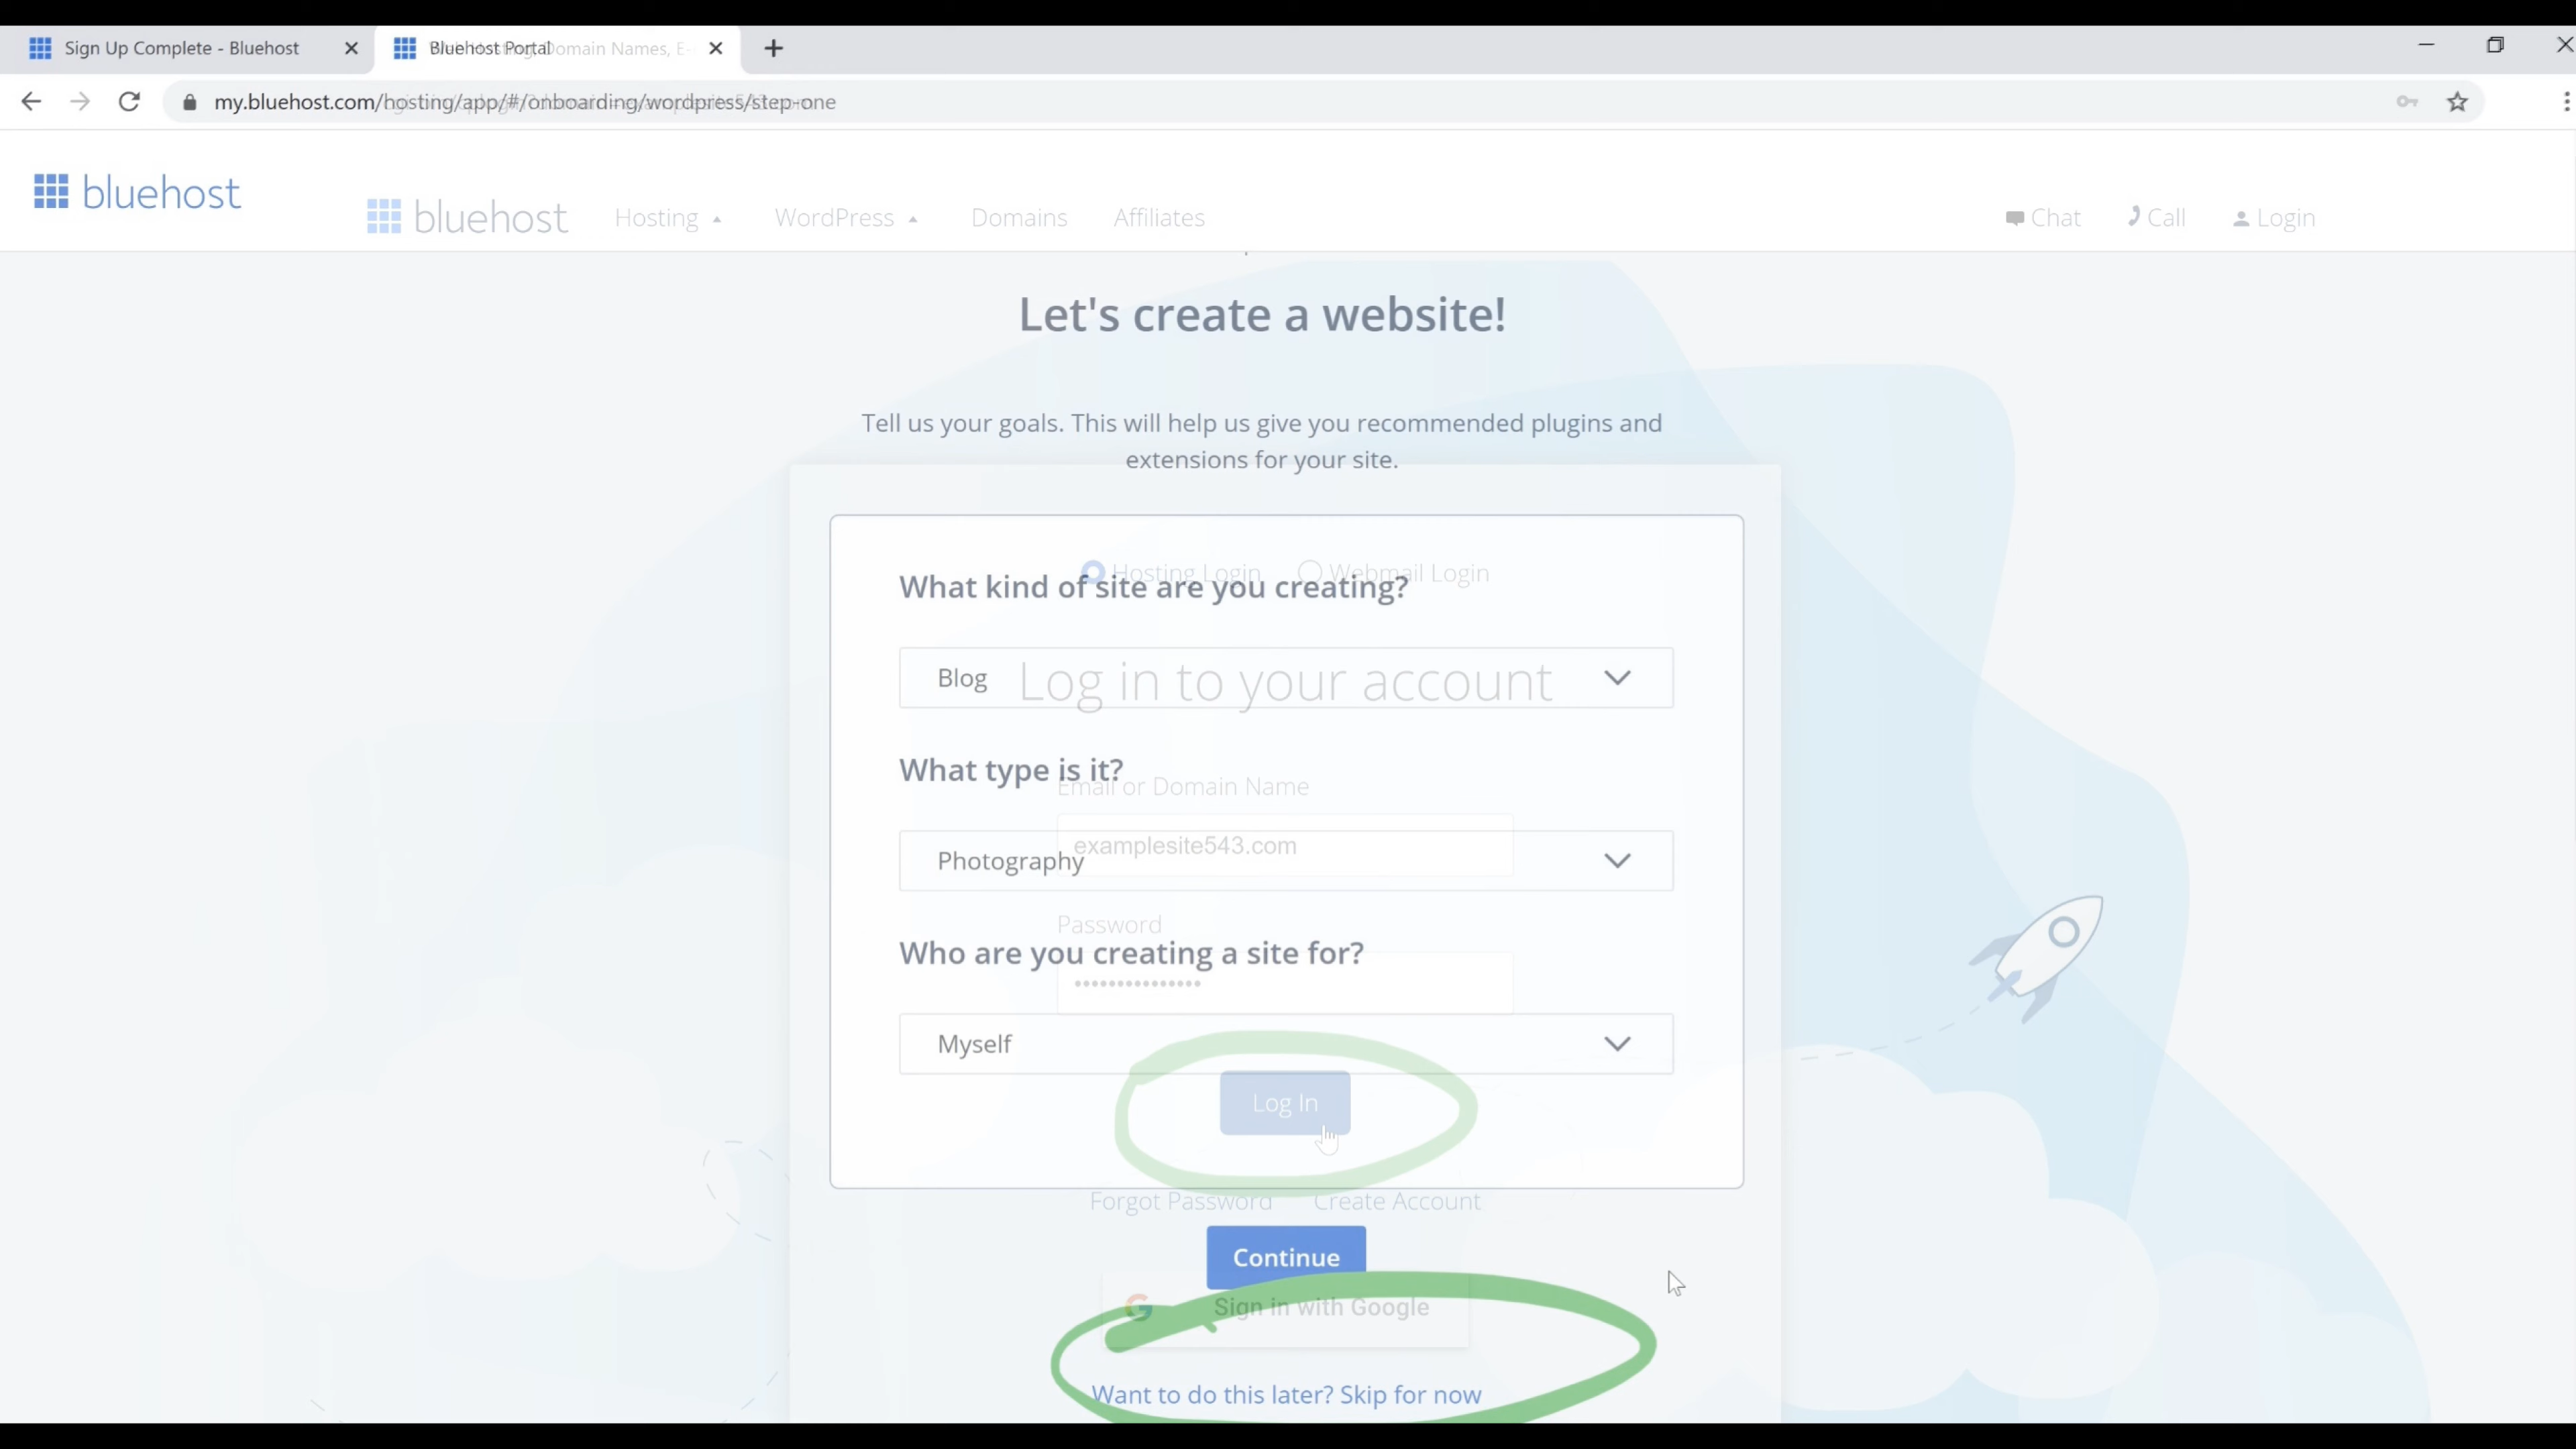 Sign Up Complete - Bluehost
Bluehost Portal Domain Names, E-
my.bluehost.com/hosting/app/#/onboarding/wordpress/step-one
bluehost
bluehost Hosting WordPress Domains Affiliates Chat Call Login
Let's create a website!
Tell us your goals. This will help us give you recommended plugins and
extensions for your site.
Hosting Login Webmail Login
What kind of site are you creating?
Blog
Log in to your account
What type is it?
Email or Domain Name
examplesite543.com
Photography
Password
Who are you creating a site for?
Myself
Log In
Forgot Password Create Account
Continue
Sign in with Google
Want to do this later? Skip for now